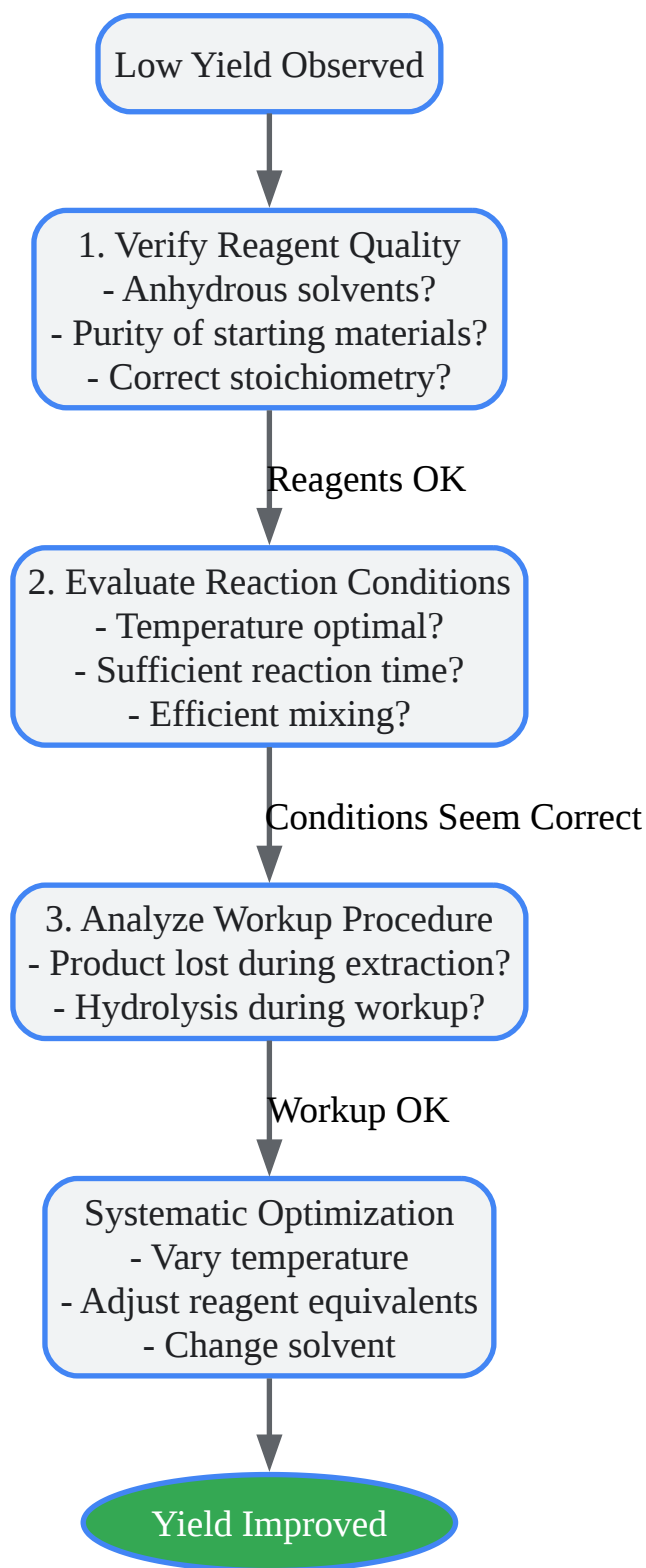 Low Yield Observed
1. Verify Reagent Quality
- Anhydrous solvents?
- Purity of starting materials?
- Correct stoichiometry?
Reagents OK
2. Evaluate Reaction Conditions
- Temperature optimal?
- Sufficient reaction time?
- Efficient mixing?
Conditions Seem Correct
3. Analyze Workup Procedure
- Product lost during extraction?
- Hydrolysis during workup?
Workup OK
Systematic Optimization
- Vary temperature
- Adjust reagent equivalents
- Change solvent
Yield Improved